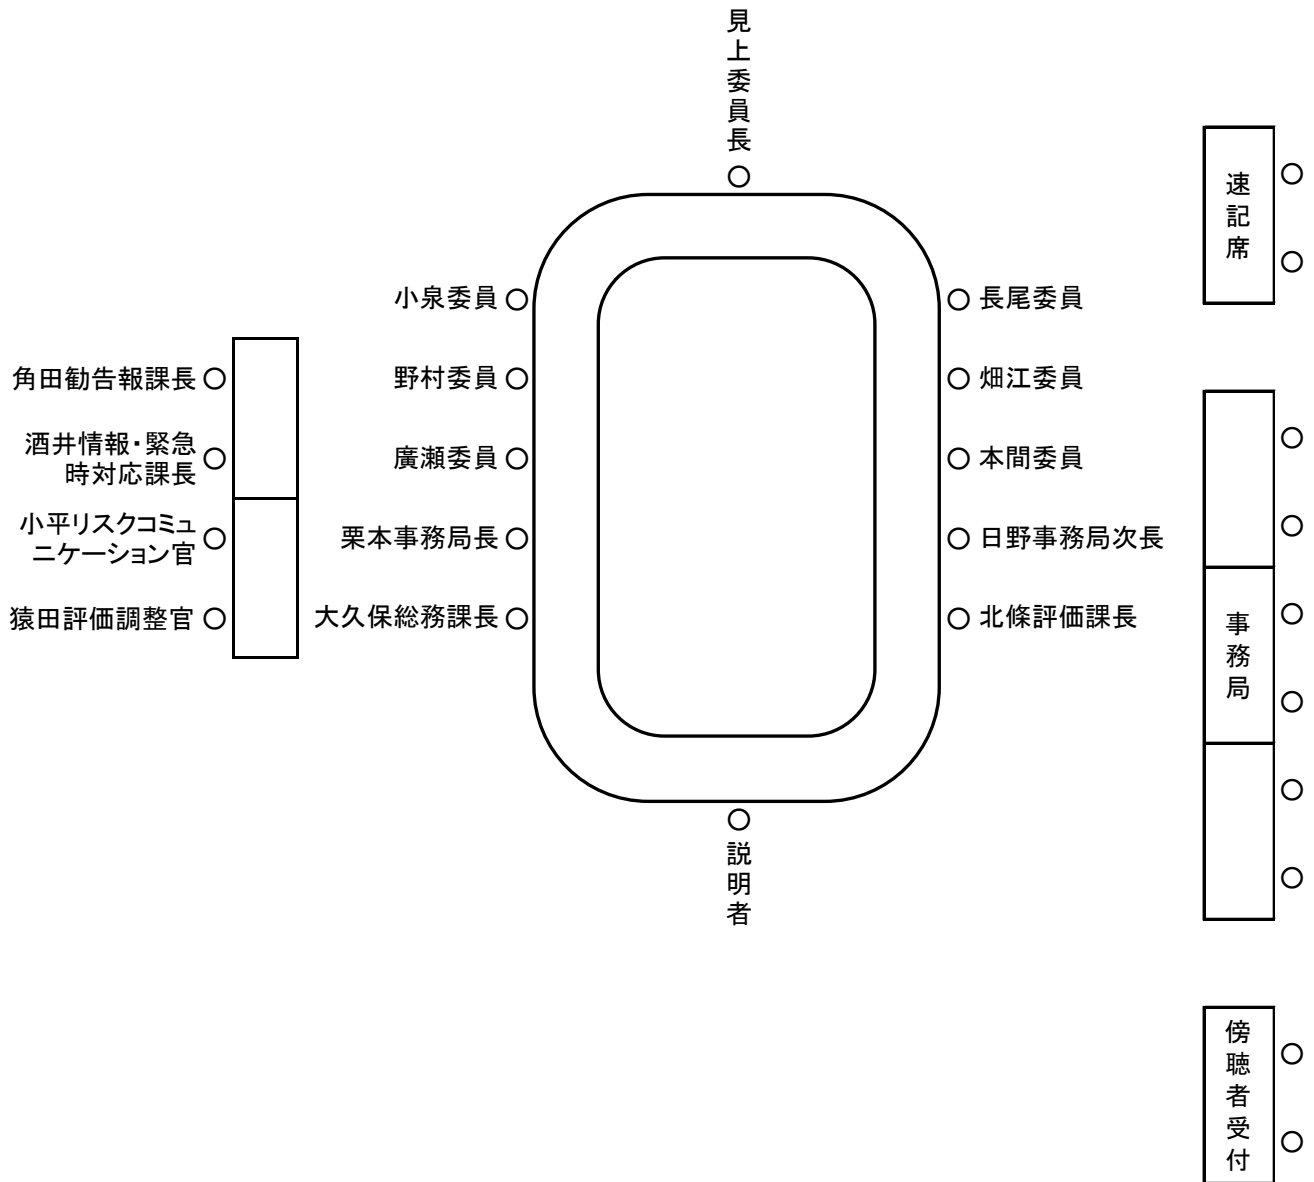 見上委員長
速記席
小泉委員
長尾委員
角田勧告報課長
野村委員
畑江委員
酒井情報・緊急
時対応課長
廣瀬委員
本間委員
小平リスクコミュ
ニケーション官
栗本事務局長
日野事務局次長
猿田評価調整官
大久保総務課長
北條評価課長
事務局
説明者
傍聴者受付